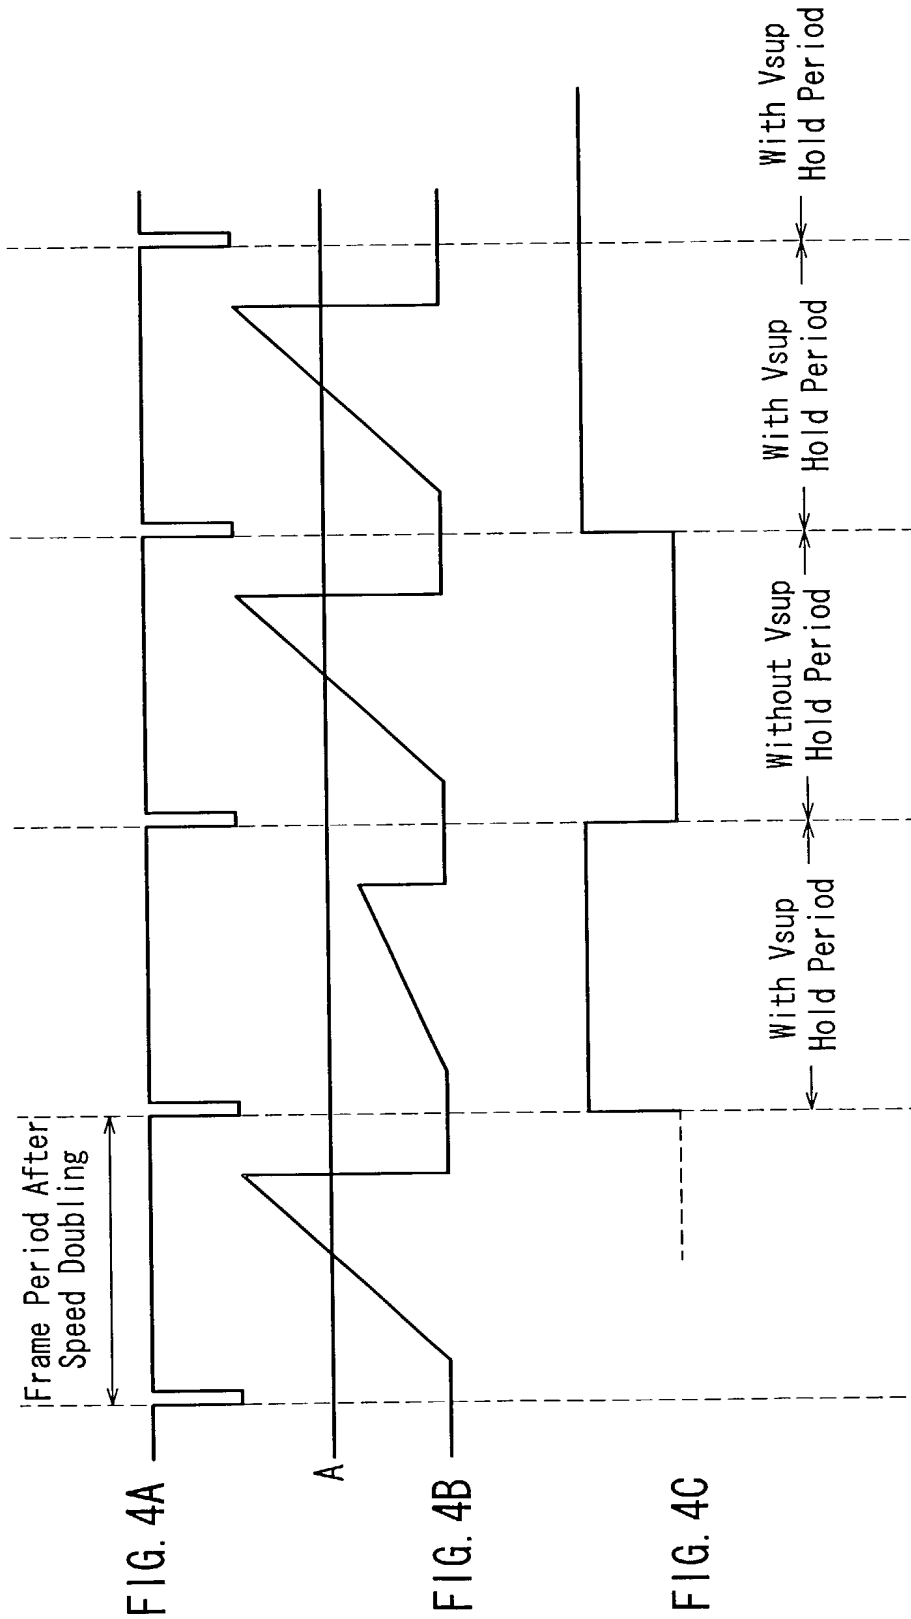 FIG. 4A
Frame Period After
Speed Doubling
A
FIG. 4B
FIG. 4C
With Vsup
Hold Period
Without Vsup
Hold Period
With Vsup
Hold Period
With Vsup
Hold Period